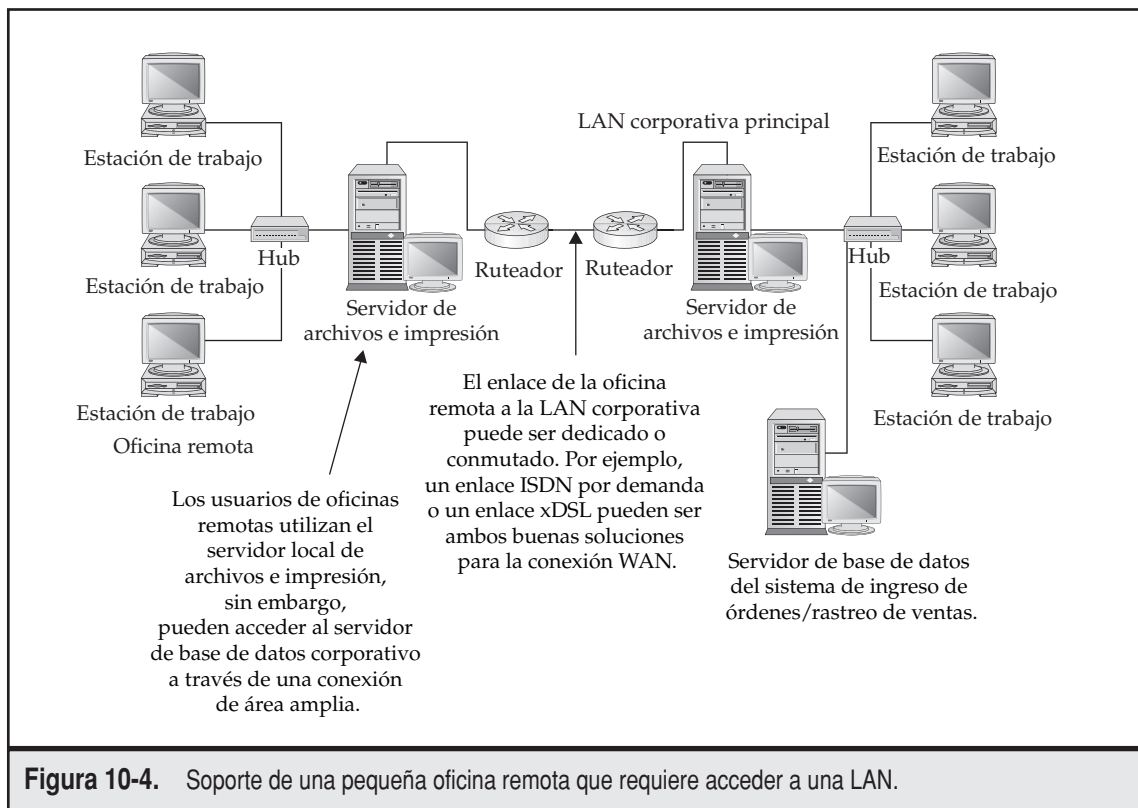 LAN corporativa principal
Estación de trabajo
Estación de trabajo
Estación de trabajo
Oficina remota
Hub
Servidor de
archivos e impresión
Ruteador
Ruteador
Servidor de
archivos e impresión
Hub
Estación de trabajo
Estación de trabajo
Estación de trabajo
Los usuarios de oficinas
remotas utilizan el
servidor local de
archivos e impresión,
sin embargo,
pueden acceder al servidor
de base de datos corporativo
a través de una conexión
de área amplia.
El enlace de la oficina
remota a la LAN corporativa
puede ser dedicado o
conmutado. Por ejemplo,
un enlace ISDN por demanda
o un enlace xDSL pueden ser
ambos buenas soluciones
para la conexión WAN.
Servidor de base de datos
del sistema de ingreso de
órdenes/rastreo de ventas.
Figura 10-4. Soporte de una pequeña oficina remota que requiere acceder a una LAN.